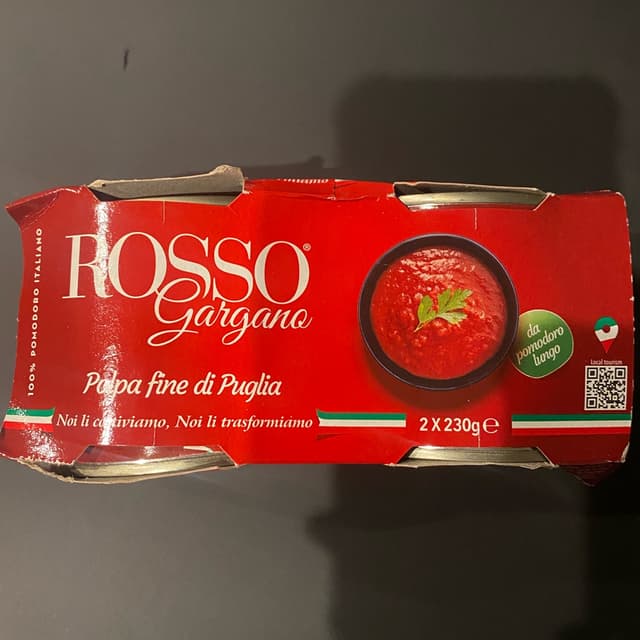 100% POMODORO ITALIANO
ROSSO®
Gargano
Polpa fine di Puglia
Noi li coltiviamo, Noi li trasformiamo
da
pomodoro
lungo
Local tourism
2 X 230g ℮